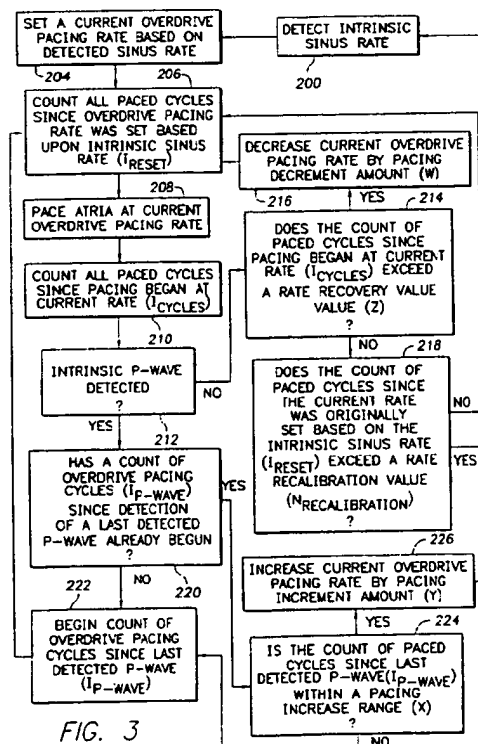 SET A CURRENT OVERDRIVE
PACING RATE BASED ON
DETECTED SINUS RATE
204
206
DETECT INTRINSIC
SINUS RATE
200
COUNT ALL PACED CYCLES
SINCE OVERDRIVE PACING
RATE WAS SET BASED
UPON INTRINSIC SINUS
RATE (IRESET)
208
PACE ATRIA AT CURRENT
OVERDRIVE PACING RATE
COUNT ALL PACED CYCLES
SINCE PACING BEGAN AT
CURRENT RATE (ICYCLES)
210
INTRINSIC P-WAVE
DETECTED
?
NO
YES
212
HAS A COUNT OF
OVERDRIVE PACING
CYCLES (IP-WAVE)
SINCE DETECTION
OF A LAST DETECTED
P-WAVE ALREADY BEGUN
?
YES
222
NO
220
BEGIN COUNT OF
OVERDRIVE PACING
CYCLES SINCE LAST
DETECTED P-WAVE
(IP-WAVE)
DECREASE CURRENT OVERDRIVE
PACING RATE BY PACING
DECREMENT AMOUNT (W)
216
YES
214
DOES THE COUNT OF
PACED CYCLES SINCE
PACING BEGAN AT CURRENT
RATE (ICYCLES) EXCEED
A RATE RECOVERY VALUE
VALUE (Z)
?
NO
218
DOES THE COUNT OF
PACED CYCLES SINCE
THE CURRENT RATE
WAS ORIGINALLY
SET BASED ON THE
INTRINSIC SINUS RATE
(IRESET) EXCEED A RATE
RECALIBRATION VALUE
(NRECALIBRATION)
?
NO
YES
226
INCREASE CURRENT OVERDRIVE
PACING RATE BY PACING
INCREMENT AMOUNT (Y)
YES
224
IS THE COUNT OF PACED
CYCLES SINCE LAST
DETECTED P-WAVE(IP-WAVE)
WITHIN A PACING
INCREASE RANGE (X)
?
NO
FIG. 3